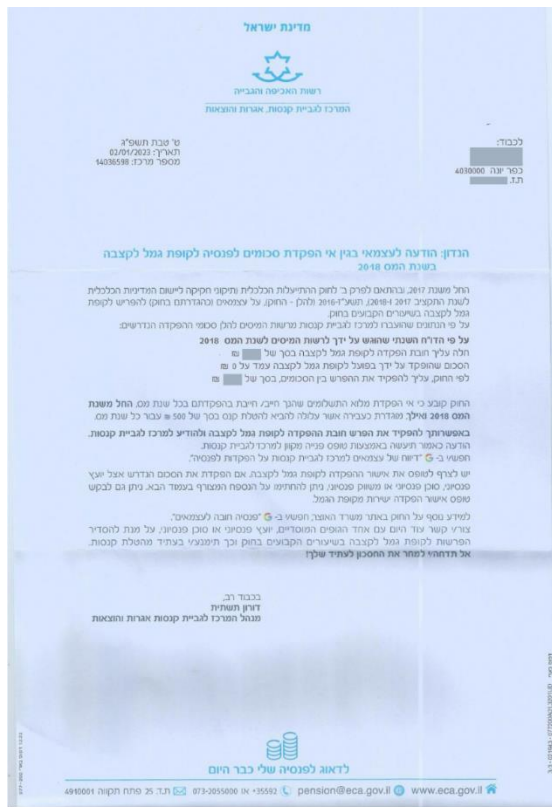 מדינת ישראל
רשות האכיפה והגבייה
המרכז לגביית קנסות, אגרות והוצאות
ט' טבת תשפ"ג
תאריך: 02/01/2023
מספר מרכז: 14036598
לכבוד:
כפר יונה 4030000
ת.ז.
הנדון: הודעה לעצמאי בגין אי הפקדת סכומים לפנסיה לקופת גמל לקצבה
בשנת המס 2018
החל משנת 2017, ובהתאם לפרק ב' לחוק ההתייעלות הכלכלית (תיקוני חקיקה ליישום המדיניות הכלכלית
לשנת התקציב 2017 ו-2018), תשע"ז-2016 (להלן - החוק), על עצמאים (כהגדרתם בחוק) להפריש לקופת
גמל לקצבה בשיעורים הקבועים בחוק.
על פי הנתונים שהועברו למרכז לגביית קנסות מרשות המיסים להלן סכומי ההפקדה הנדרשים:
על פי הדו"ח השנתי שהוגש על ידך לרשות המיסים לשנת המס 2018
חלה עליך חובת הפקדה לקופת גמל לקצבה בסך של ₪
הסכום שהופקד על ידך בפועל לקופת גמל לקצבה עמד על 0 ₪
לפי החוק, עליך להפקיד את ההפרש בין הסכומים, בסך של ₪
החוק קובע כי אי הפקדת מלוא התשלומים שהנך חייב/ חייבת בהפקדתם בכל שנת מס, החל משנת
המס 2018 ואילך, מוגדרת כעבירה אשר עלולה להביא להטלת קנס בסך של 500 ₪ עבור כל שנת מס.
באפשרותך להפקיד את הפרש חובת ההפקדה לקופת גמל לקצבה ולהודיע למרכז לגביית קנסות.
הודעה כאמור תיעשה באמצעות טופס פנייה מקוון למרכז לגביית קנסות.
חפש/י ב- G "דיווח של עצמאים למרכז לגביית קנסות על הפקדות לפנסיה".
יש לצרף לטופס את אישור ההפקדה לקופת גמל לקצבה. אם הפקדת את הסכום הנדרש אצל יועץ
פנסיוני, סוכן פנסיוני או משווק פנסיוני, ניתן להחתימו על הנספח המצורף בעמוד הבא. ניתן גם לבקש
טופס אישור הפקדה ישירות מקופת הגמל.
למידע נוסף על החוק באתר משרד האוצר, חפש/י ב- G "פנסיה חובה לעצמאים".
צור/י קשר עוד היום עם אחד הגופים המוסדיים, יועץ פנסיוני או סוכן פנסיוני, על מנת להסדיר
הפרשות לקופת גמל לקצבה בשיעורים הקבועים בחוק וכך תימנע/י בעתיד מהטלת קנסות.
אל תדחה/י למחר את החסכון לעתיד שלך!
בכבוד רב,
דורון תשתית
מנהל המרכז לגביית קנסות אגרות והוצאות
לדאוג לפנסיה שלי כבר היום
www.eca.gov.il pension@eca.gov.il 35592* או 073-2055000 ת.ד. 25 פתח תקווה 4910001